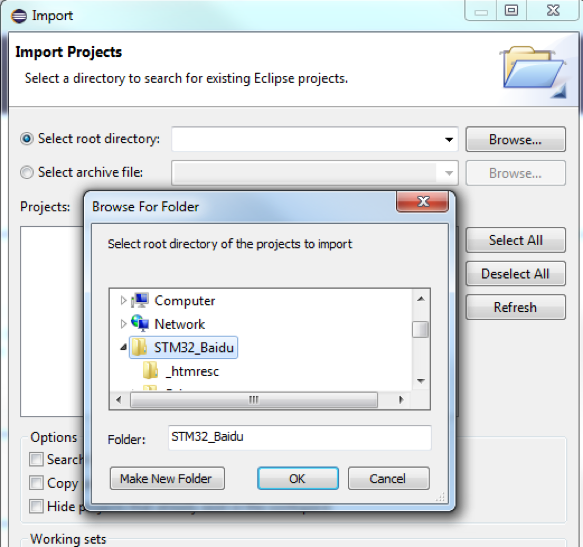 Import
Import Projects
Select a directory to search for existing Eclipse projects.
Select root directory:
Browse...
Select archive file:
Browse...
Projects:
Browse For Folder
Select root directory of the projects to import
Select All
Deselect All
Refresh
Computer
Network
STM32_Baidu
_htmresc
Folder:
STM32_Baidu
Make New Folder
OK
Cancel
Options
Search
Copy
Hide
Working sets